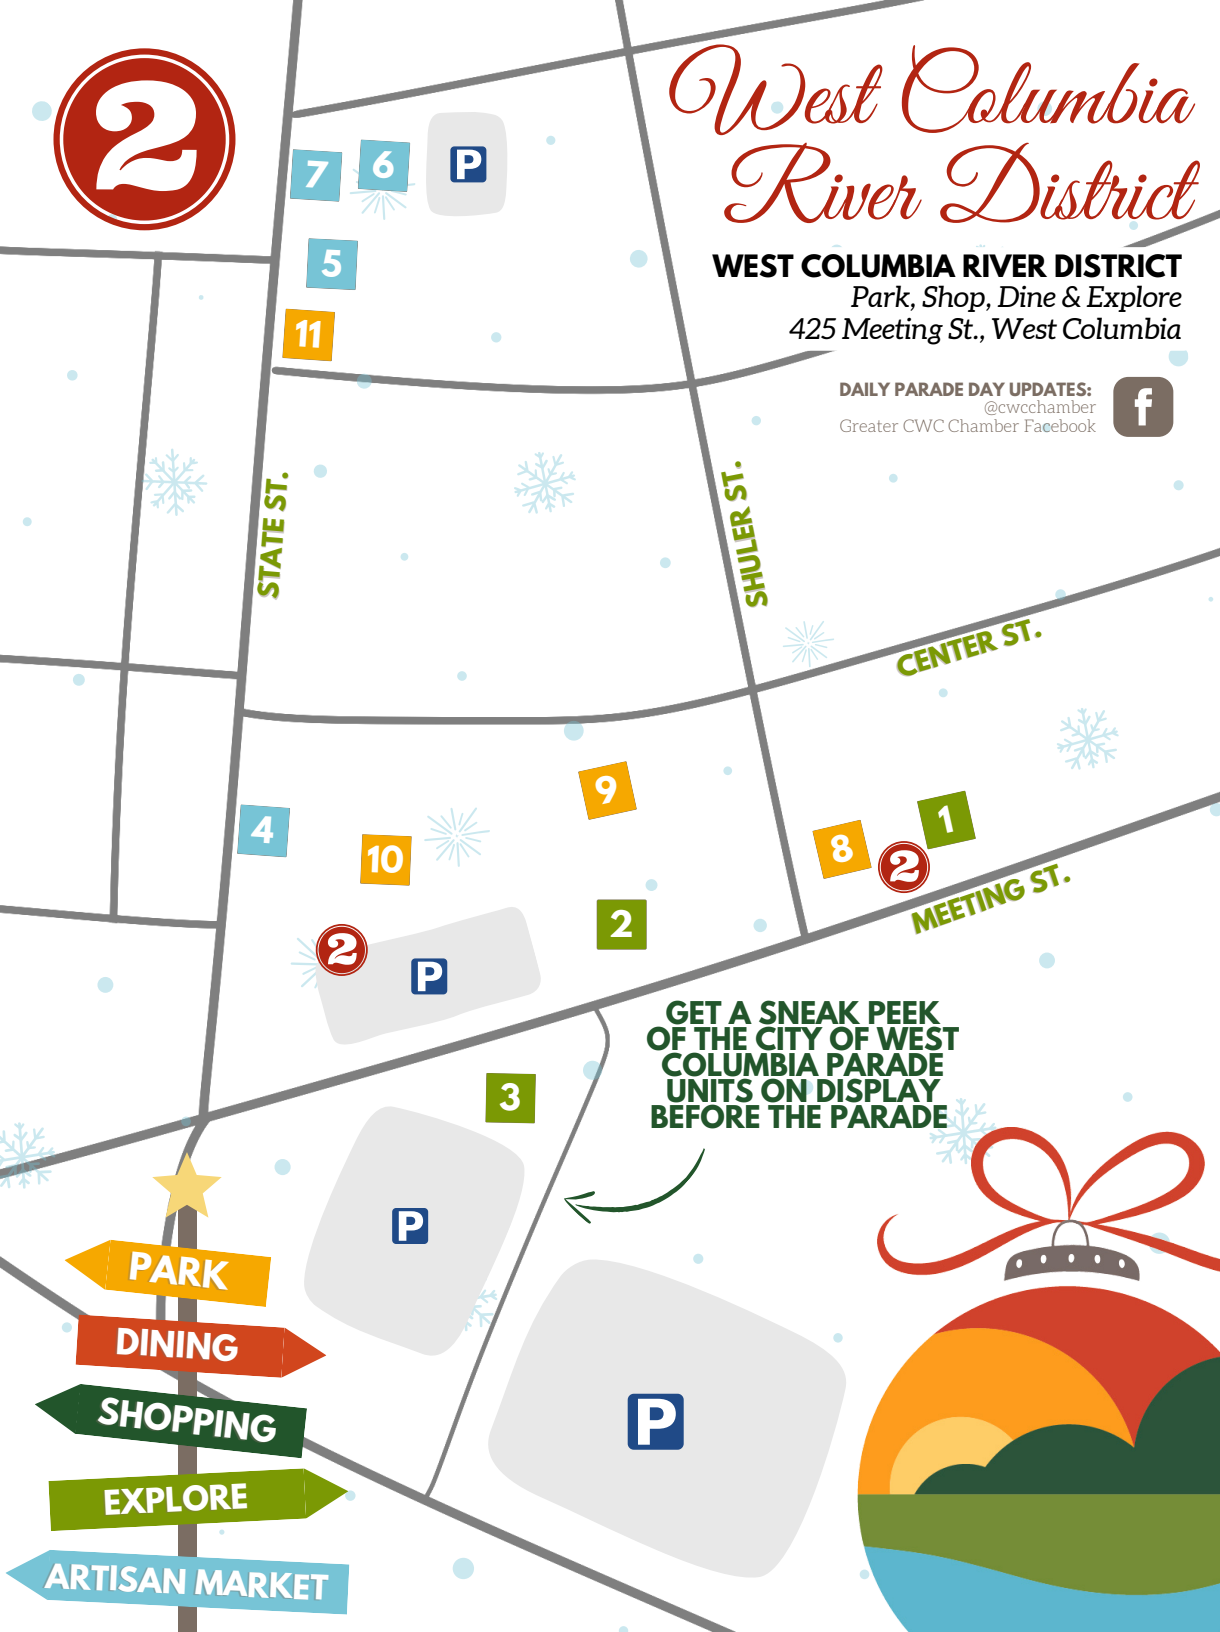 2
West Columbia
River District
WEST COLUMBIA RIVER DISTRICT
Park, Shop, Dine & Explore
425 Meeting St., West Columbia
DAILY PARADE DAY UPDATES:
@cwcchamber
Greater CWC Chamber Facebook
f
P
7
6
5
11
STATE ST.
SHULER ST.
CENTER ST.
9
4
10
8
1
2
MEETING ST.
2
2
P
GET A SNEAK PEEK
OF THE CITY OF WEST
COLUMBIA PARADE
UNITS ON DISPLAY
BEFORE THE PARADE
3
P
P
PARK
DINING
SHOPPING
EXPLORE
ARTISAN MARKET